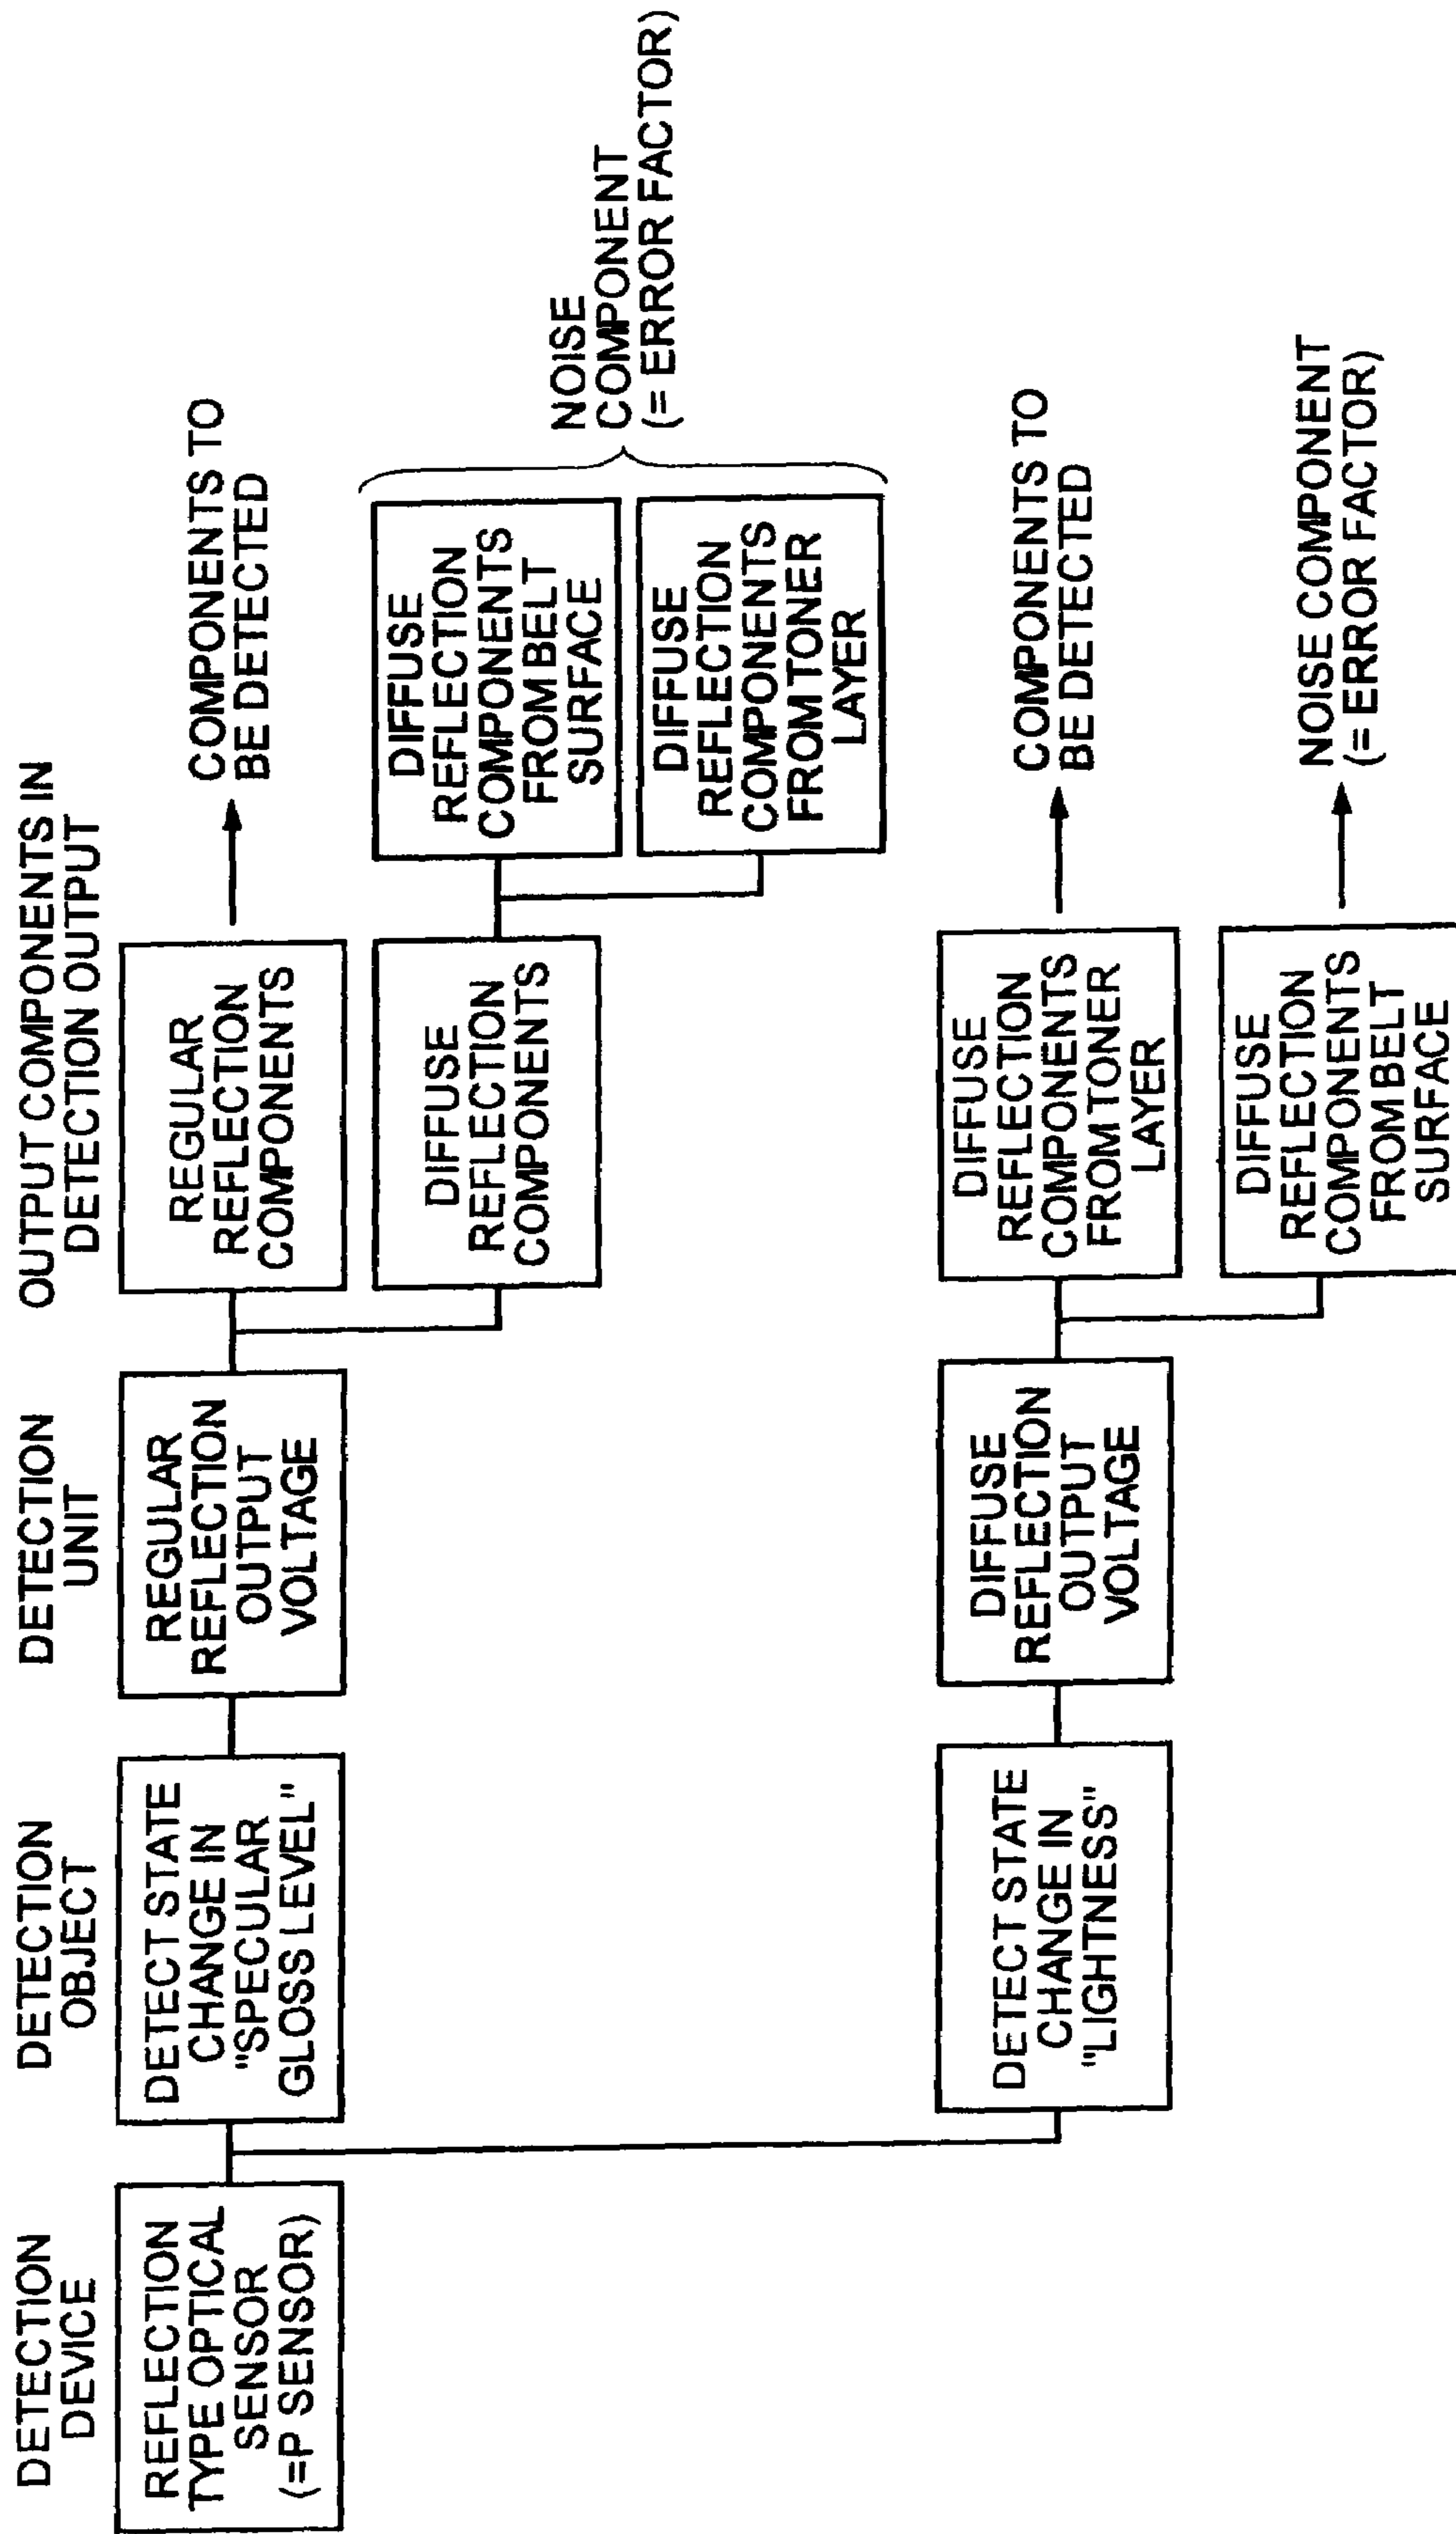 DETECTION
DEVICE
DETECTION
OBJECT
DETECTION
UNIT
OUTPUT COMPONENTS IN
DETECTION OUTPUT
REFLECTION
TYPE OPTICAL
SENSOR
(=P SENSOR)
DETECT STATE
CHANGE IN
"SPECULAR
GLOSS LEVEL"
REGULAR
REFLECTION
OUTPUT
VOLTAGE
REGULAR
REFLECTION
COMPONENTS
COMPONENTS TO
BE DETECTED
DIFFUSE
REFLECTION
COMPONENTS
DIFFUSE
REFLECTION
COMPONENTS
FROM BELT
SURFACE
DIFFUSE
REFLECTION
COMPONENTS
FROM TONER
LAYER
NOISE
COMPONENT
(= ERROR FACTOR)
DETECT STATE
CHANGE IN
"LIGHTNESS"
DIFFUSE
REFLECTION
OUTPUT
VOLTAGE
DIFFUSE
REFLECTION
COMPONENTS
FROM TONER
LAYER
COMPONENTS TO
BE DETECTED
DIFFUSE
REFLECTION
COMPONENTS
FROM BELT
SURFACE
NOISE COMPONENT
(= ERROR FACTOR)